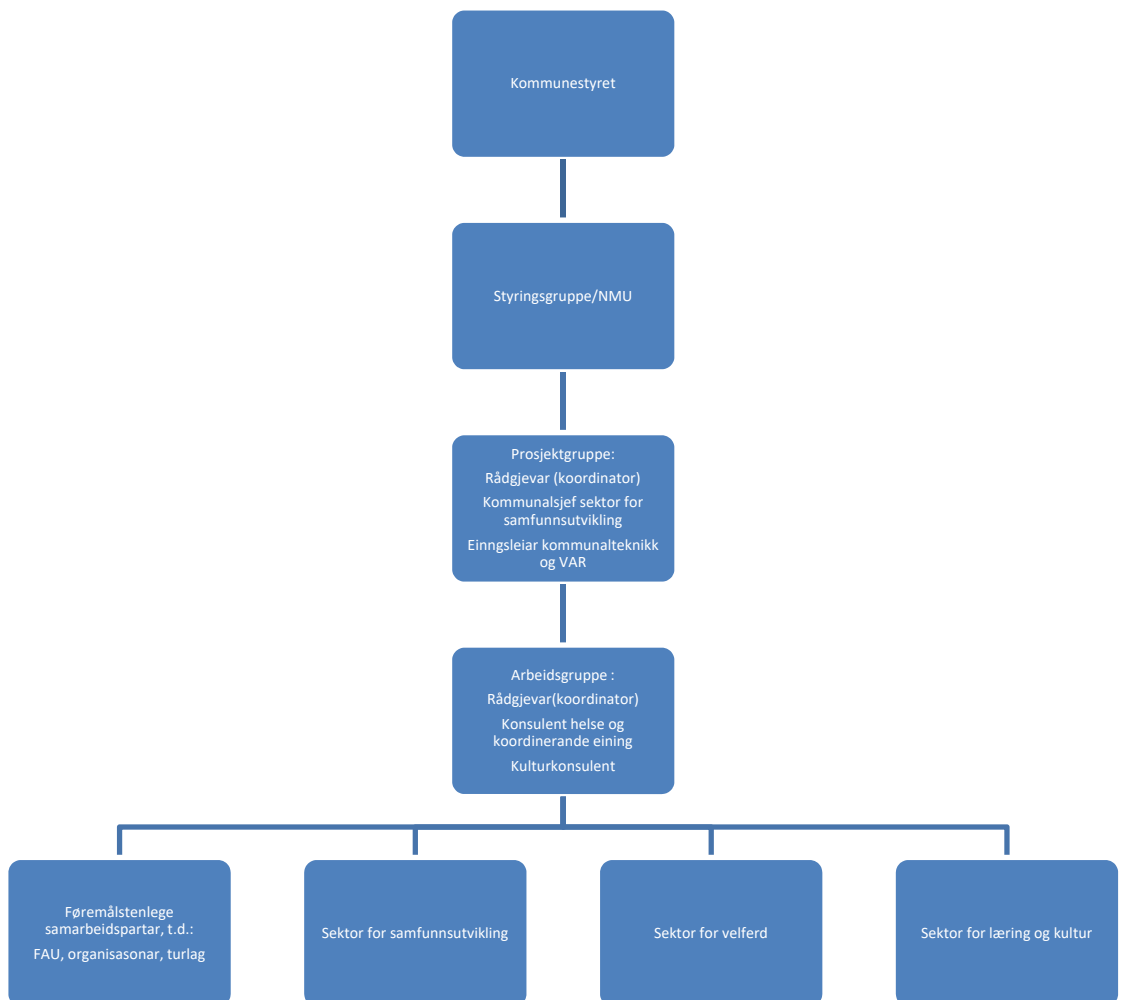 Kommunestyret
Styringsgruppe/NMU
Prosjektgruppe:
Rådgjevar (koordinator)
Kommunalsjef sektor for
samfunnsutvikling
Einngsleiar kommunalteknikk
og VAR
Arbeidsgruppe :
Rådgjevar(koordinator)
Konsulent helse og
koordinerande eining
Kulturkonsulent
Føremålstenlege
samarbeidspartar, t.d.:
FAU, organisasonar, turlag
Sektor for samfunnsutvikling
Sektor for velferd
Sektor for læring og kultur